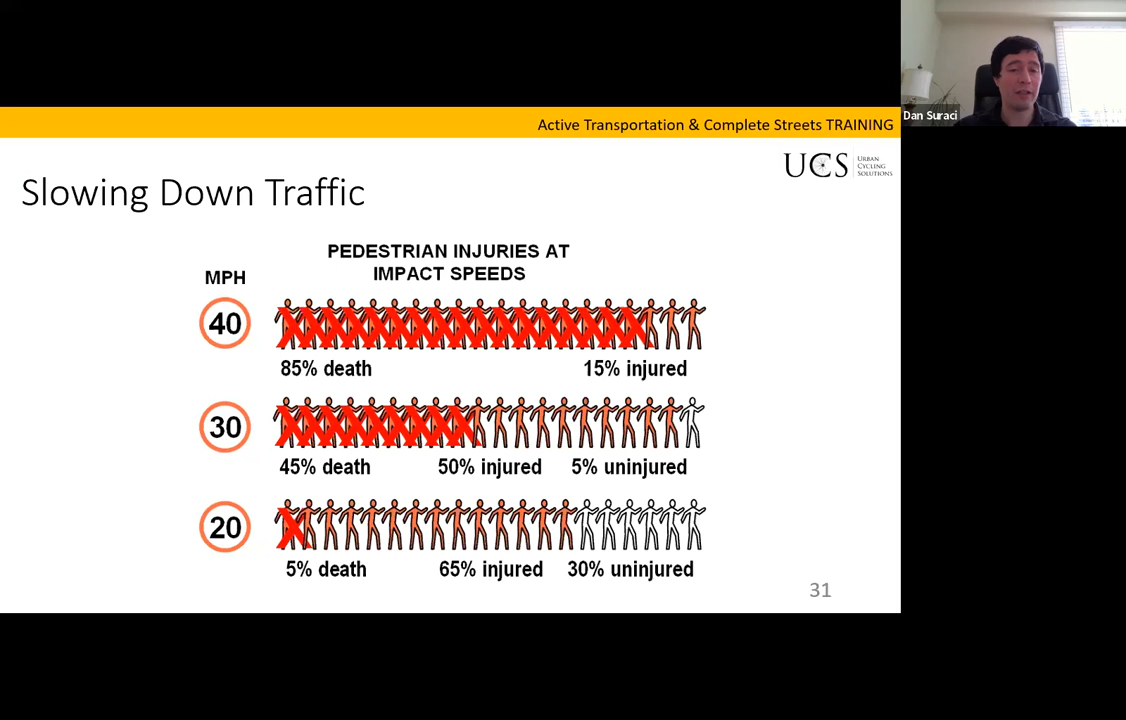 Active Transportation & Complete Streets TRAINING
Dan Suraci
UCS
URBAN
CYCLING
SOLUTIONS
Slowing Down Traffic
PEDESTRIAN INJURIES AT
IMPACT SPEEDS
MPH
40
85% death 15% injured
30
45% death 50% injured 5% uninjured
20
5% death 65% injured 30% uninjured
31